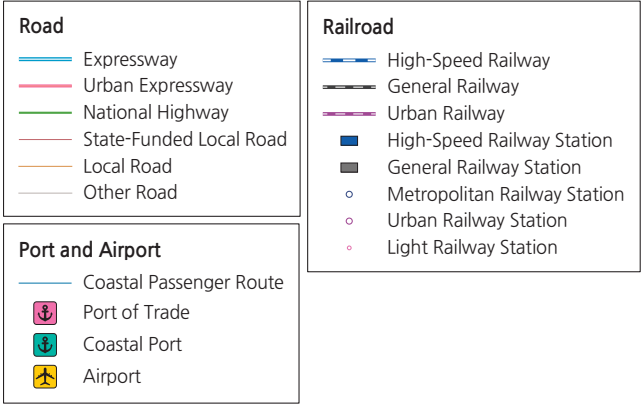 Road
Expressway
Urban Expressway
National Highway
State-Funded Local Road
Local Road
Other Road
Port and Airport
Coastal Passenger Route
Port of Trade
Coastal Port
Airport
Railroad
High-Speed Railway
General Railway
Urban Railway
High-Speed Railway Station
General Railway Station
Metropolitan Railway Station
Urban Railway Station
Light Railway Station